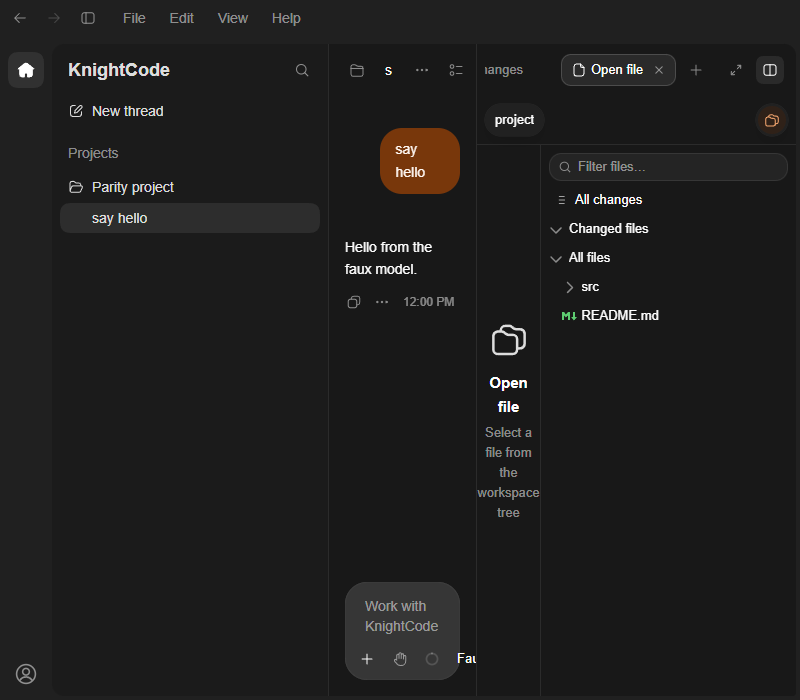 File Edit View Help
KnightCode
New thread
Projects
Parity project
say hello
s
say
hello
Hello from the
faux model.
12:00 PM
Work with
KnightCode
Fau
anges
Open file
project
Open
file
Select a
file from
the
workspace
tree
Filter files...
All changes
Changed files
All files
src
M↓ README.md